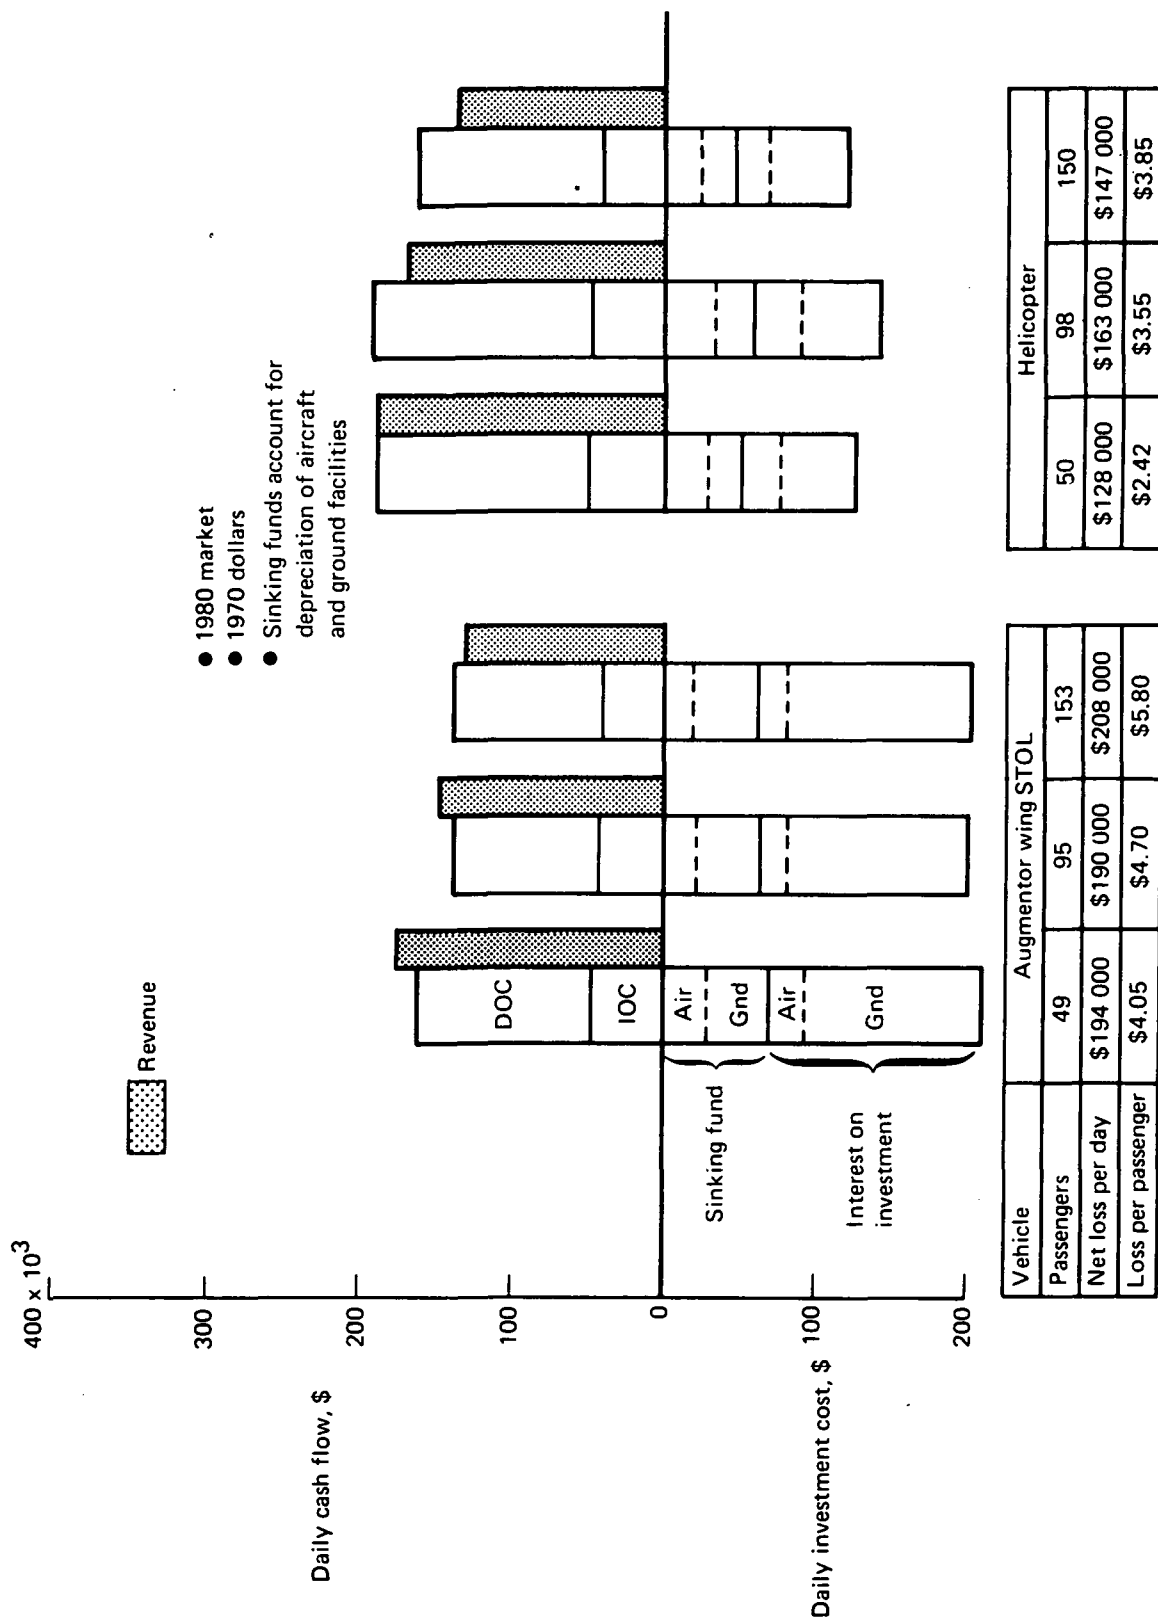 400 x 10³
300
200
100
0
100
200
Daily cash flow, $
Daily investment cost, $
Revenue
● 1980 market
● 1970 dollars
● Sinking funds account for
depreciation of aircraft
and ground facilities
DOC
IOC
Air
Gnd
Air
Gnd
Sinking fund
Interest on
investment
Vehicle Augmentor wing STOL Helicopter
Passengers 49 95 153 50 98 150
Net loss per day $194 000 $190 000 $208 000 $128 000 $163 000 $147 000
Loss per passenger $4.05 $4.70 $5.80 $2.42 $3.55 $3.85